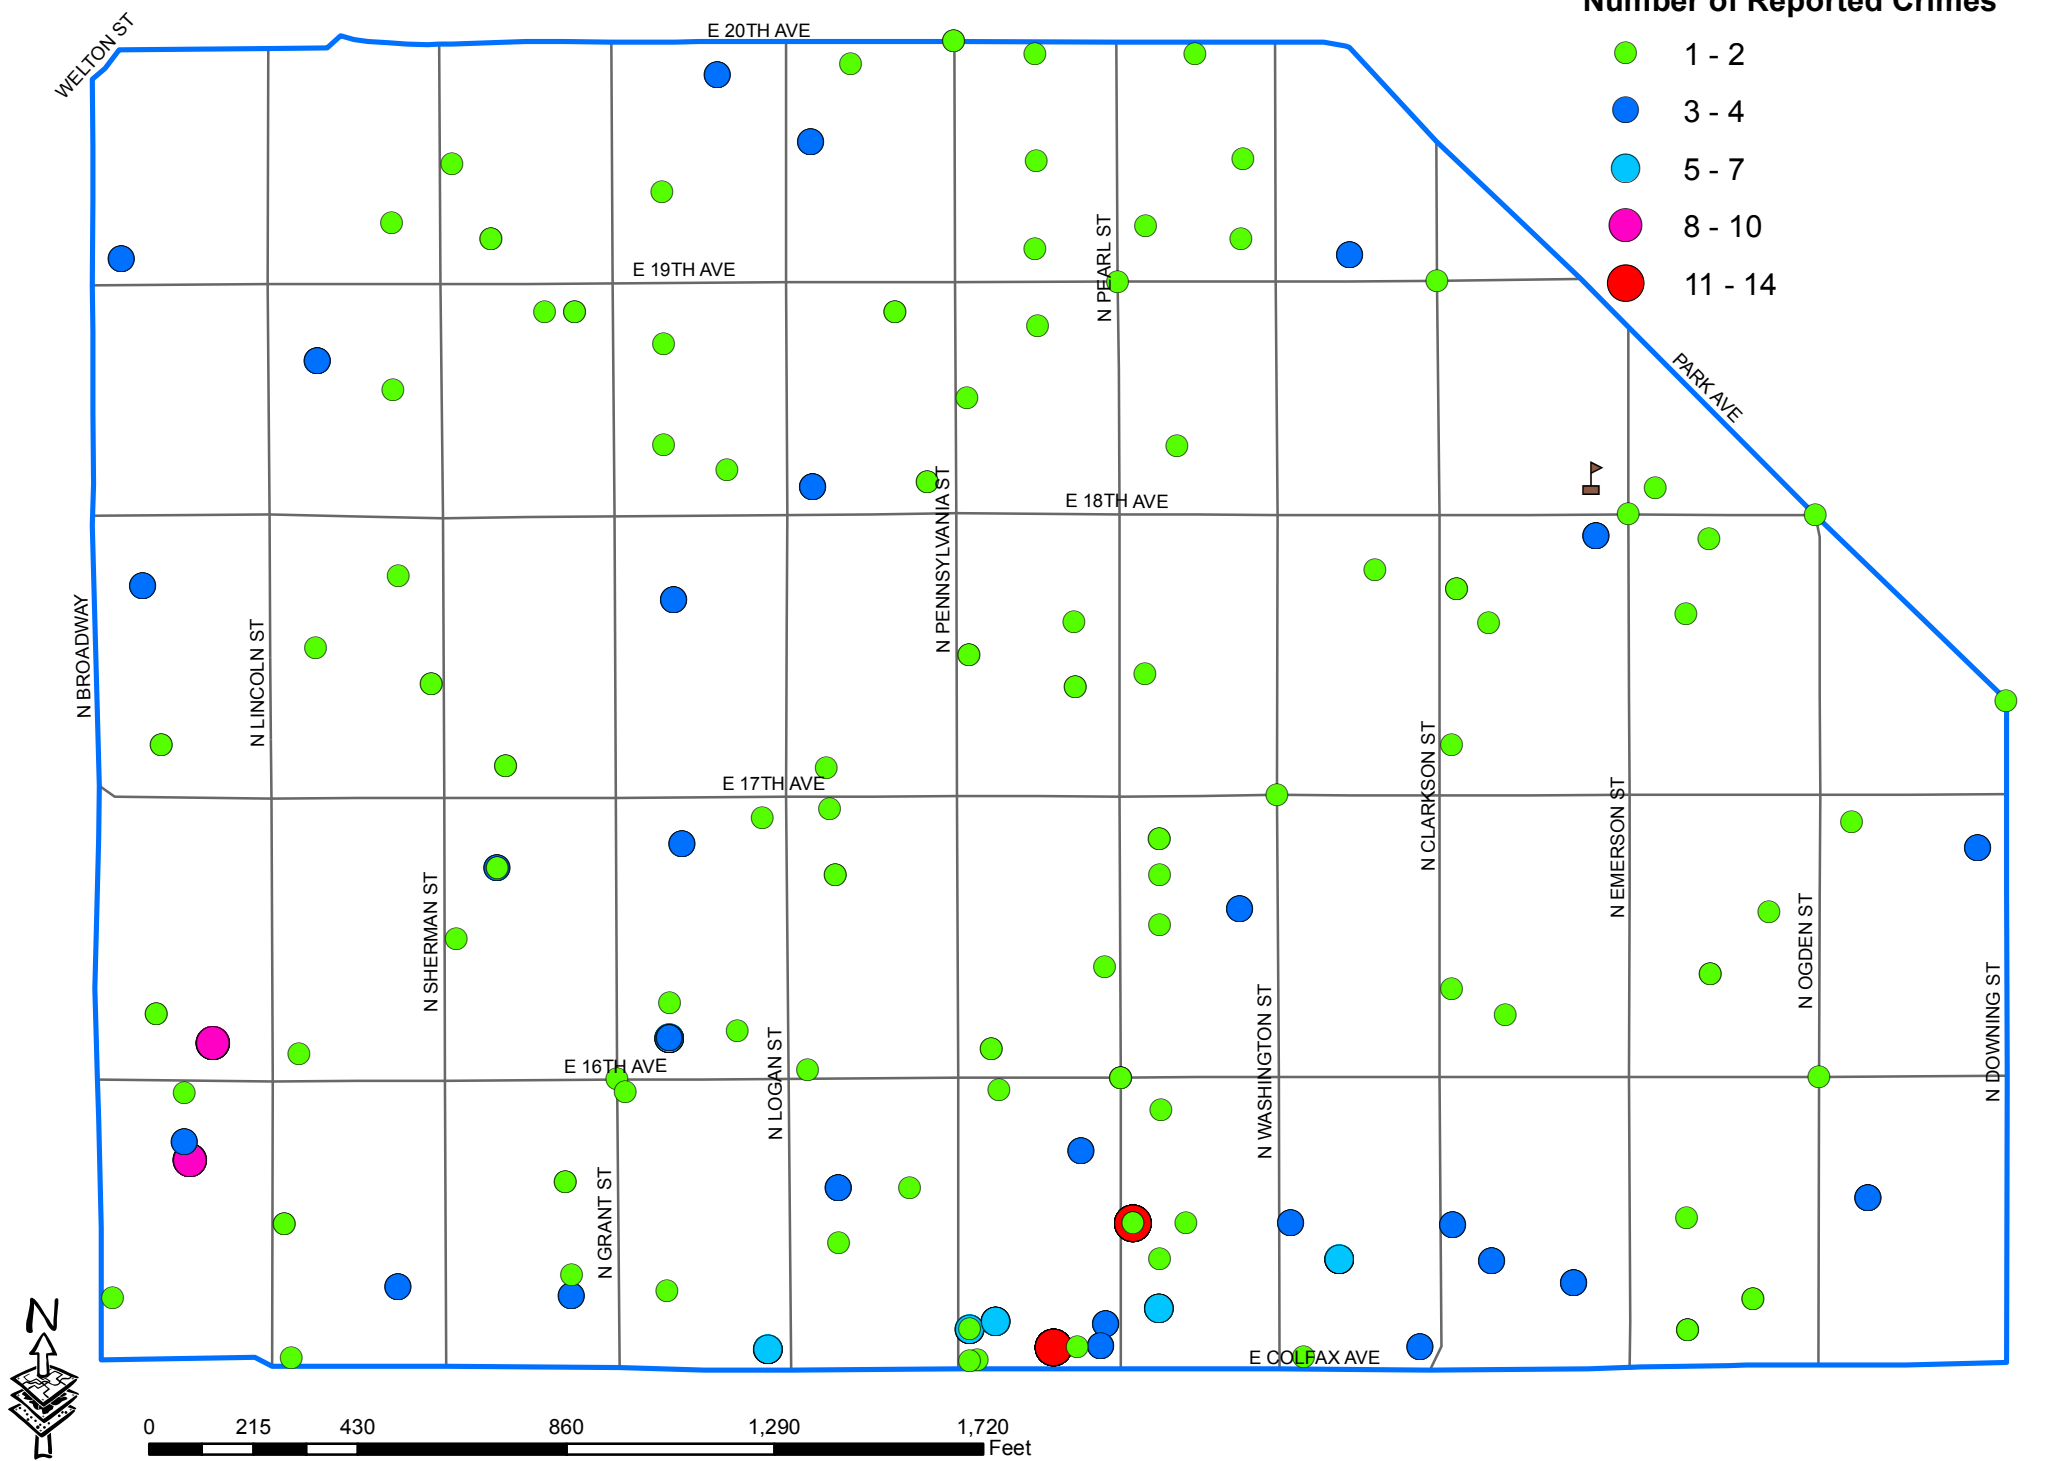 Number of Reported Crimes
1 - 2
3 - 4
5 - 7
8 - 10
11 - 14
WELTON ST
E 20TH AVE
N PEARL ST
E 19TH AVE
PARK AVE
E 18TH AVE
N PENNSYLVANIA ST
N BROADWAY
N LINCOLN ST
E 17TH AVE
N CLARKSON ST
N EMERSON ST
N SHERMAN ST
N OGDEN ST
N DOWNING ST
N WASHINGTON ST
N LOGAN ST
E 16TH AVE
N GRANT ST
E COLFAX AVE
N
0 215 430 860 1,290 1,720
Feet